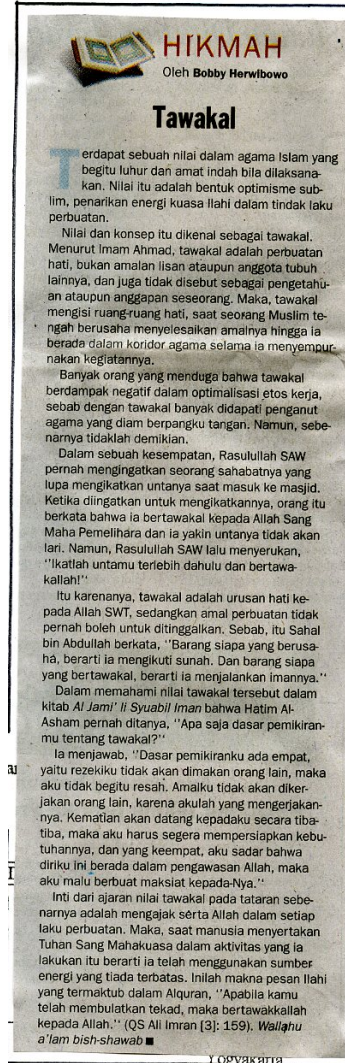 HIKMAH
Oleh Bobby Herwibowo
Tawakal
Terdapat sebuah nilai dalam agama Islam yang
begitu luhur dan amat indah bila dilaksana-
kan. Nilai itu adalah bentuk optimisme sub-
lim, penarikan energi kuasa Ilahi dalam tindak laku
perbuatan.
Nilai dan konsep itu dikenal sebagai tawakal.
Menurut Imam Ahmad, tawakal adalah perbuatan
hati, bukan amalan lisan ataupun anggota tubuh
lainnya, dan juga tidak disebut sebagai pengetahu-
an ataupun anggapan seseorang. Maka, tawakal
mengisi ruang-ruang hati, saat seorang Muslim te-
ngah berusaha menyelesaikan amalnya hingga ia
berada dalam koridor agama selama ia menyempur-
nakan kegiatannya.
Banyak orang yang menduga bahwa tawakal
berdampak negatif dalam optimalisasi etos kerja,
sebab dengan tawakal banyak didapati penganut
agama yang diam berpangku tangan. Namun, sebe-
narnya tidaklah demikian.
Dalam sebuah kesempatan, Rasulullah SAW
pernah mengingatkan seorang sahabatnya yang
lupa mengikatkan untanya saat masuk ke masjid.
Ketika diingatkan untuk mengikatkannya, orang itu
berkata bahwa ia bertawakal kepada Allah Sang
Maha Pemelihara dan ia yakin untanya tidak akan
lari. Namun, Rasulullah SAW lalu menyerukan,
''Ikatlah untamu terlebih dahulu dan bertawa-
kallah!''
Itu karenanya, tawakal adalah urusan hati ke-
pada Allah SWT, sedangkan amal perbuatan tidak
pernah boleh untuk ditinggalkan. Sebab, itu Sahal
bin Abdullah berkata, ''Barang siapa yang berusa-
ha, berarti ia mengikuti sunah. Dan barang siapa
yang bertawakal, berarti ia menjalankan imannya.''
Dalam memahami nilai tawakal tersebut dalam
kitab Al Jami' li Syuabil Iman bahwa Hatim Al-
Asham pernah ditanya, ''Apa saja dasar pemikiran-
mu tentang tawakal?''
Ia menjawab, ''Dasar pemikiranku ada empat,
yaitu rezekiku tidak akan dimakan orang lain, maka
aku tidak begitu resah. Amalku tidak akan diker-
jakan orang lain, karena akulah yang mengerjakan-
nya. Kematian akan datang kepadaku secara tiba-
tiba, maka aku harus segera mempersiapkan kebu-
tuhannya, dan yang keempat, aku sadar bahwa
diriku ini berada dalam pengawasan Allah, maka
aku malu berbuat maksiat kepada-Nya.''
Inti dari ajaran nilai tawakal pada tataran sebe-
narnya adalah mengajak serta Allah dalam setiap
laku perbuatan. Maka, saat manusia menyertakan
Tuhan Sang Mahakuasa dalam aktivitas yang ia
lakukan itu berarti ia telah menggunakan sumber
energi yang tiada terbatas. Inilah makna pesan Ilahi
yang termaktub dalam Alquran, ''Apabila kamu
telah membulatkan tekad, maka bertawakkallah
kepada Allah.'' (QS Ali Imran [3]: 159). Wallahu
a'lam bish-shawab ■
Yogyakarta